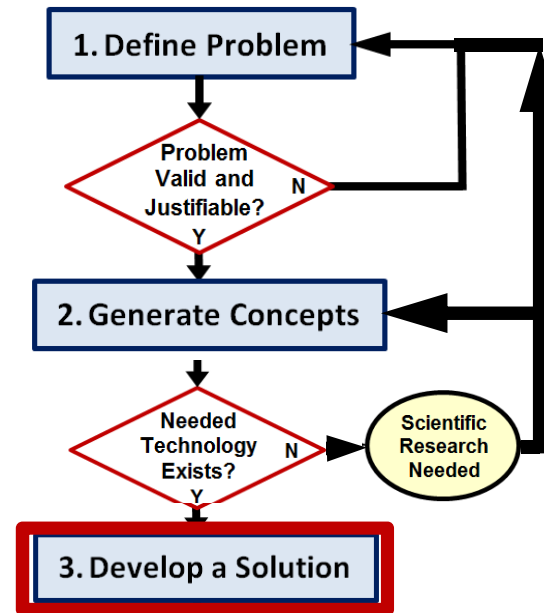 1. Define Problem
Problem
Valid and
Justifiable?
N
Y
2. Generate Concepts
Needed
Technology
Exists?
N
Y
Scientific
Research
Needed
3. Develop a Solution